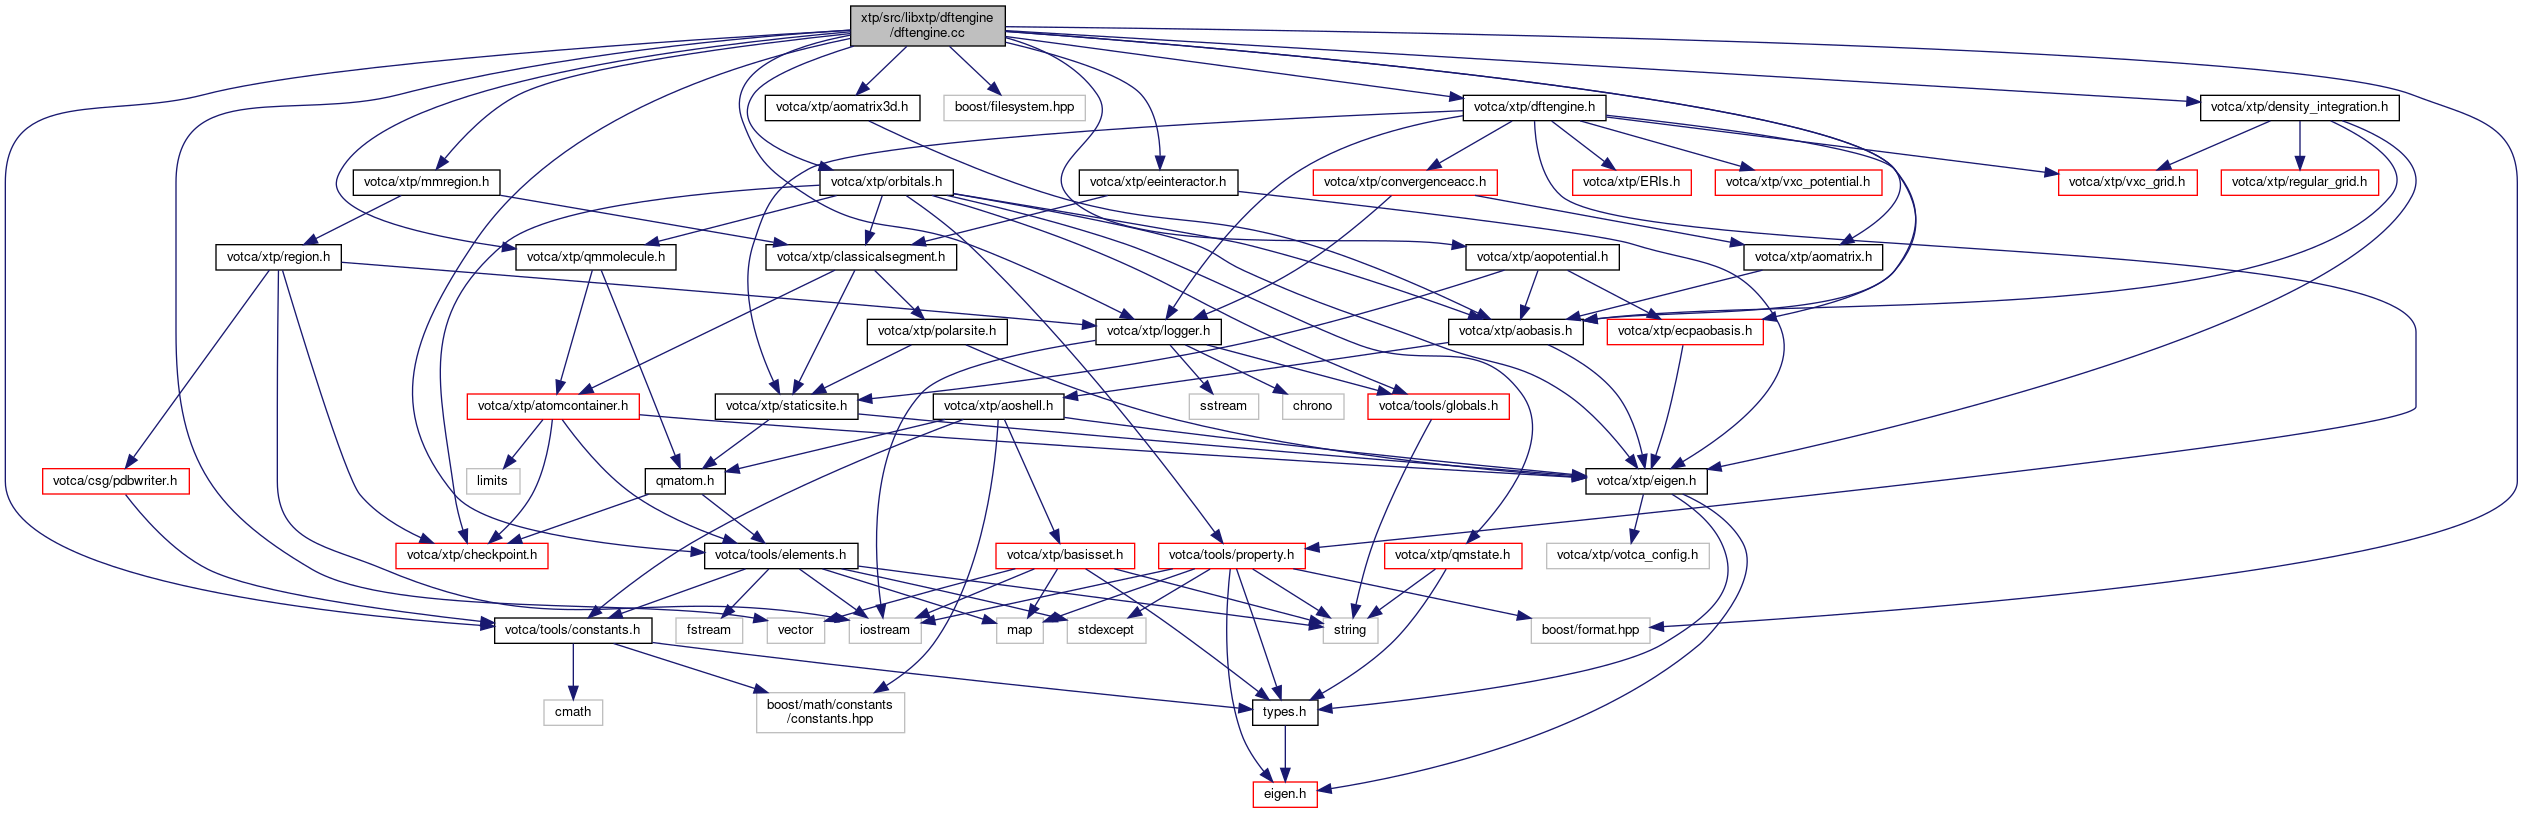 xtp/src/libxtp/dftengine
/dftengine.cc
votca/xtp/aomatrix3d.h
boost/filesystem.hpp
votca/xtp/dftengine.h
votca/xtp/density_integration.h
votca/xtp/mmregion.h
votca/xtp/orbitals.h
votca/xtp/eeinteractor.h
votca/xtp/convergenceacc.h
votca/xtp/ERIs.h
votca/xtp/vxc_potential.h
votca/xtp/vxc_grid.h
votca/xtp/regular_grid.h
votca/xtp/region.h
votca/xtp/qmmolecule.h
votca/xtp/classicalsegment.h
votca/xtp/aopotential.h
votca/xtp/aomatrix.h
votca/xtp/polarsite.h
votca/xtp/logger.h
votca/xtp/aobasis.h
votca/xtp/ecpaobasis.h
votca/xtp/atomcontainer.h
votca/xtp/staticsite.h
votca/xtp/aoshell.h
sstream
chrono
votca/tools/globals.h
votca/csg/pdbwriter.h
limits
qmatom.h
votca/xtp/eigen.h
votca/xtp/checkpoint.h
votca/tools/elements.h
votca/xtp/basisset.h
votca/tools/property.h
votca/xtp/qmstate.h
votca/xtp/votca_config.h
votca/tools/constants.h
fstream
vector
iostream
map
stdexcept
string
boost/format.hpp
cmath
boost/math/constants
/constants.hpp
types.h
eigen.h